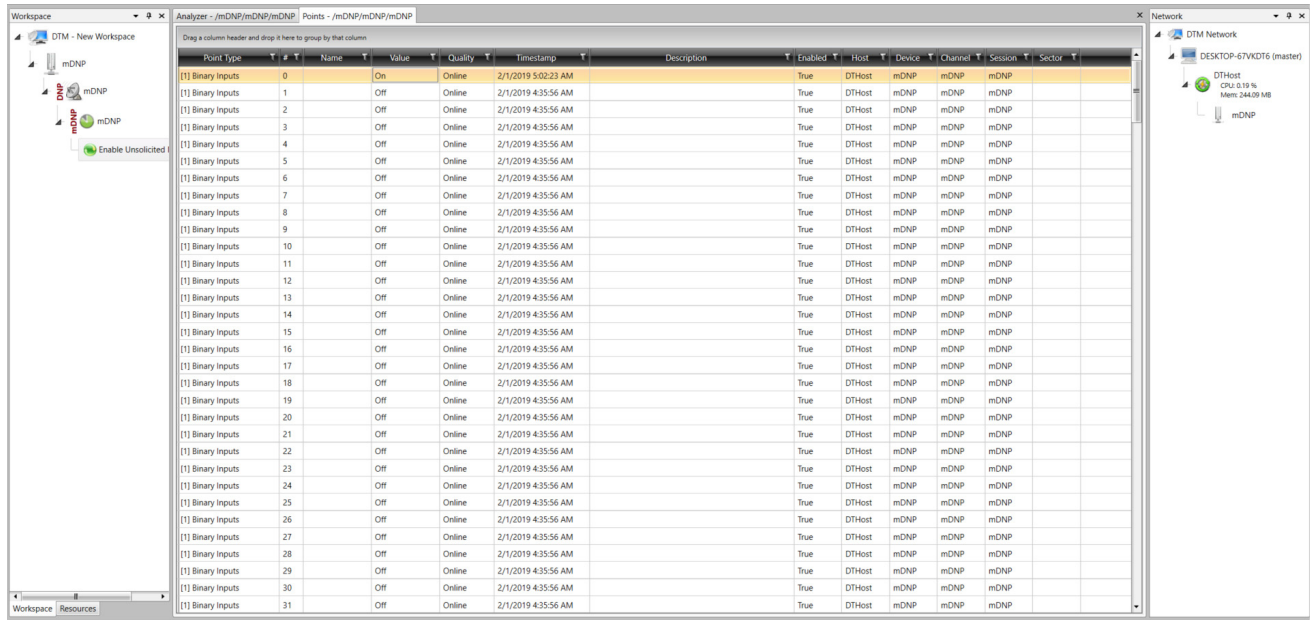 Workspace
DTM - New Workspace
mDNP
DNP mDNP
mDNP mDNP
Enable Unsolicited
Workspace Resources
Analyzer - /mDNP/mDNP/mDNP Points - /mDNP/mDNP/mDNP
Drag a column header and drop it here to group by that column
Point Type # Name Value Quality Timestamp Description Enabled Host Device Channel Session Sector
[1] Binary Inputs 0 On Online 2/1/2019 5:02:23 AM True DTHost mDNP mDNP mDNP
[1] Binary Inputs 1 Off Online 2/1/2019 4:35:56 AM True DTHost mDNP mDNP mDNP
[1] Binary Inputs 2 Off Online 2/1/2019 4:35:56 AM True DTHost mDNP mDNP mDNP
[1] Binary Inputs 3 Off Online 2/1/2019 4:35:56 AM True DTHost mDNP mDNP mDNP
[1] Binary Inputs 4 Off Online 2/1/2019 4:35:56 AM True DTHost mDNP mDNP mDNP
[1] Binary Inputs 5 Off Online 2/1/2019 4:35:56 AM True DTHost mDNP mDNP mDNP
[1] Binary Inputs 6 Off Online 2/1/2019 4:35:56 AM True DTHost mDNP mDNP mDNP
[1] Binary Inputs 7 Off Online 2/1/2019 4:35:56 AM True DTHost mDNP mDNP mDNP
[1] Binary Inputs 8 Off Online 2/1/2019 4:35:56 AM True DTHost mDNP mDNP mDNP
[1] Binary Inputs 9 Off Online 2/1/2019 4:35:56 AM True DTHost mDNP mDNP mDNP
[1] Binary Inputs 10 Off Online 2/1/2019 4:35:56 AM True DTHost mDNP mDNP mDNP
[1] Binary Inputs 11 Off Online 2/1/2019 4:35:56 AM True DTHost mDNP mDNP mDNP
[1] Binary Inputs 12 Off Online 2/1/2019 4:35:56 AM True DTHost mDNP mDNP mDNP
[1] Binary Inputs 13 Off Online 2/1/2019 4:35:56 AM True DTHost mDNP mDNP mDNP
[1] Binary Inputs 14 Off Online 2/1/2019 4:35:56 AM True DTHost mDNP mDNP mDNP
[1] Binary Inputs 15 Off Online 2/1/2019 4:35:56 AM True DTHost mDNP mDNP mDNP
[1] Binary Inputs 16 Off Online 2/1/2019 4:35:56 AM True DTHost mDNP mDNP mDNP
[1] Binary Inputs 17 Off Online 2/1/2019 4:35:56 AM True DTHost mDNP mDNP mDNP
[1] Binary Inputs 18 Off Online 2/1/2019 4:35:56 AM True DTHost mDNP mDNP mDNP
[1] Binary Inputs 19 Off Online 2/1/2019 4:35:56 AM True DTHost mDNP mDNP mDNP
[1] Binary Inputs 20 Off Online 2/1/2019 4:35:56 AM True DTHost mDNP mDNP mDNP
[1] Binary Inputs 21 Off Online 2/1/2019 4:35:56 AM True DTHost mDNP mDNP mDNP
[1] Binary Inputs 22 Off Online 2/1/2019 4:35:56 AM True DTHost mDNP mDNP mDNP
[1] Binary Inputs 23 Off Online 2/1/2019 4:35:56 AM True DTHost mDNP mDNP mDNP
[1] Binary Inputs 24 Off Online 2/1/2019 4:35:56 AM True DTHost mDNP mDNP mDNP
[1] Binary Inputs 25 Off Online 2/1/2019 4:35:56 AM True DTHost mDNP mDNP mDNP
[1] Binary Inputs 26 Off Online 2/1/2019 4:35:56 AM True DTHost mDNP mDNP mDNP
[1] Binary Inputs 27 Off Online 2/1/2019 4:35:56 AM True DTHost mDNP mDNP mDNP
[1] Binary Inputs 28 Off Online 2/1/2019 4:35:56 AM True DTHost mDNP mDNP mDNP
[1] Binary Inputs 29 Off Online 2/1/2019 4:35:56 AM True DTHost mDNP mDNP mDNP
[1] Binary Inputs 30 Off Online 2/1/2019 4:35:56 AM True DTHost mDNP mDNP mDNP
[1] Binary Inputs 31 Off Online 2/1/2019 4:35:56 AM True DTHost mDNP mDNP mDNP
Network
DTM Network
DESKTOP-67VKDT6 (master)
DTHost
CPU: 0.19 %
Mem: 244.09 MB
mDNP